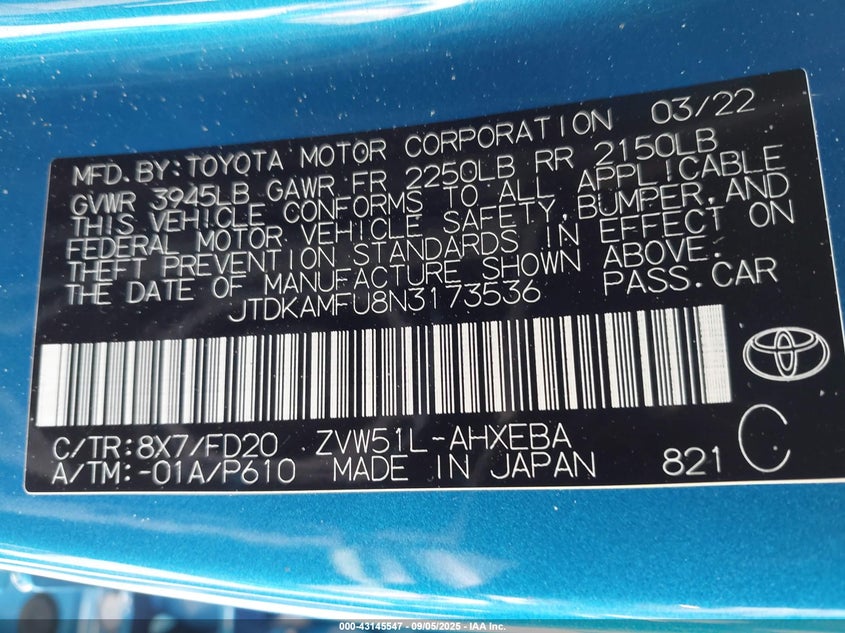 03/22
MFD. BY: TOYOTA MOTOR CORPORATION
GVWR 3945LB GAWR FR 2250LB RR 2150LB
THIS VEHICLE CONFORMS TO ALL APPLICABLE
FEDERAL MOTOR VEHICLE SAFETY, BUMPER, AND
THEFT PREVENTION STANDARDS IN EFFECT ON
THE DATE OF MANUFACTURE SHOWN ABOVE.
JTDKAMFU8N3173536 PASS. CAR
C/TR: 8X7/FD20 ZVW51L-AHXEBA
A/TM: -01A/P610 MADE IN JAPAN 821 C
000-43145547 - 09/05/2025 - IAA Inc.